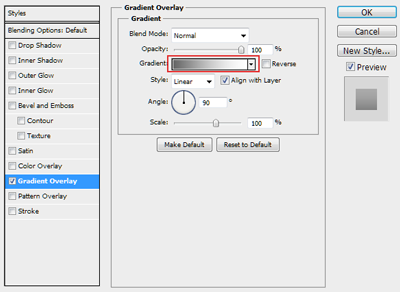 Styles
Blending Options: Default
Drop Shadow
Inner Shadow
Outer Glow
Inner Glow
Bevel and Emboss
Contour
Texture
Satin
Color Overlay
Gradient Overlay
Pattern Overlay
Stroke
Gradient Overlay
Gradient
Blend Mode: Normal
Opacity: 100 %
Gradient: Reverse
Style: Linear Align with Layer
Angle: 90 °
Scale: 100 %
Make Default Reset to Default
OK
Cancel
New Style...
Preview